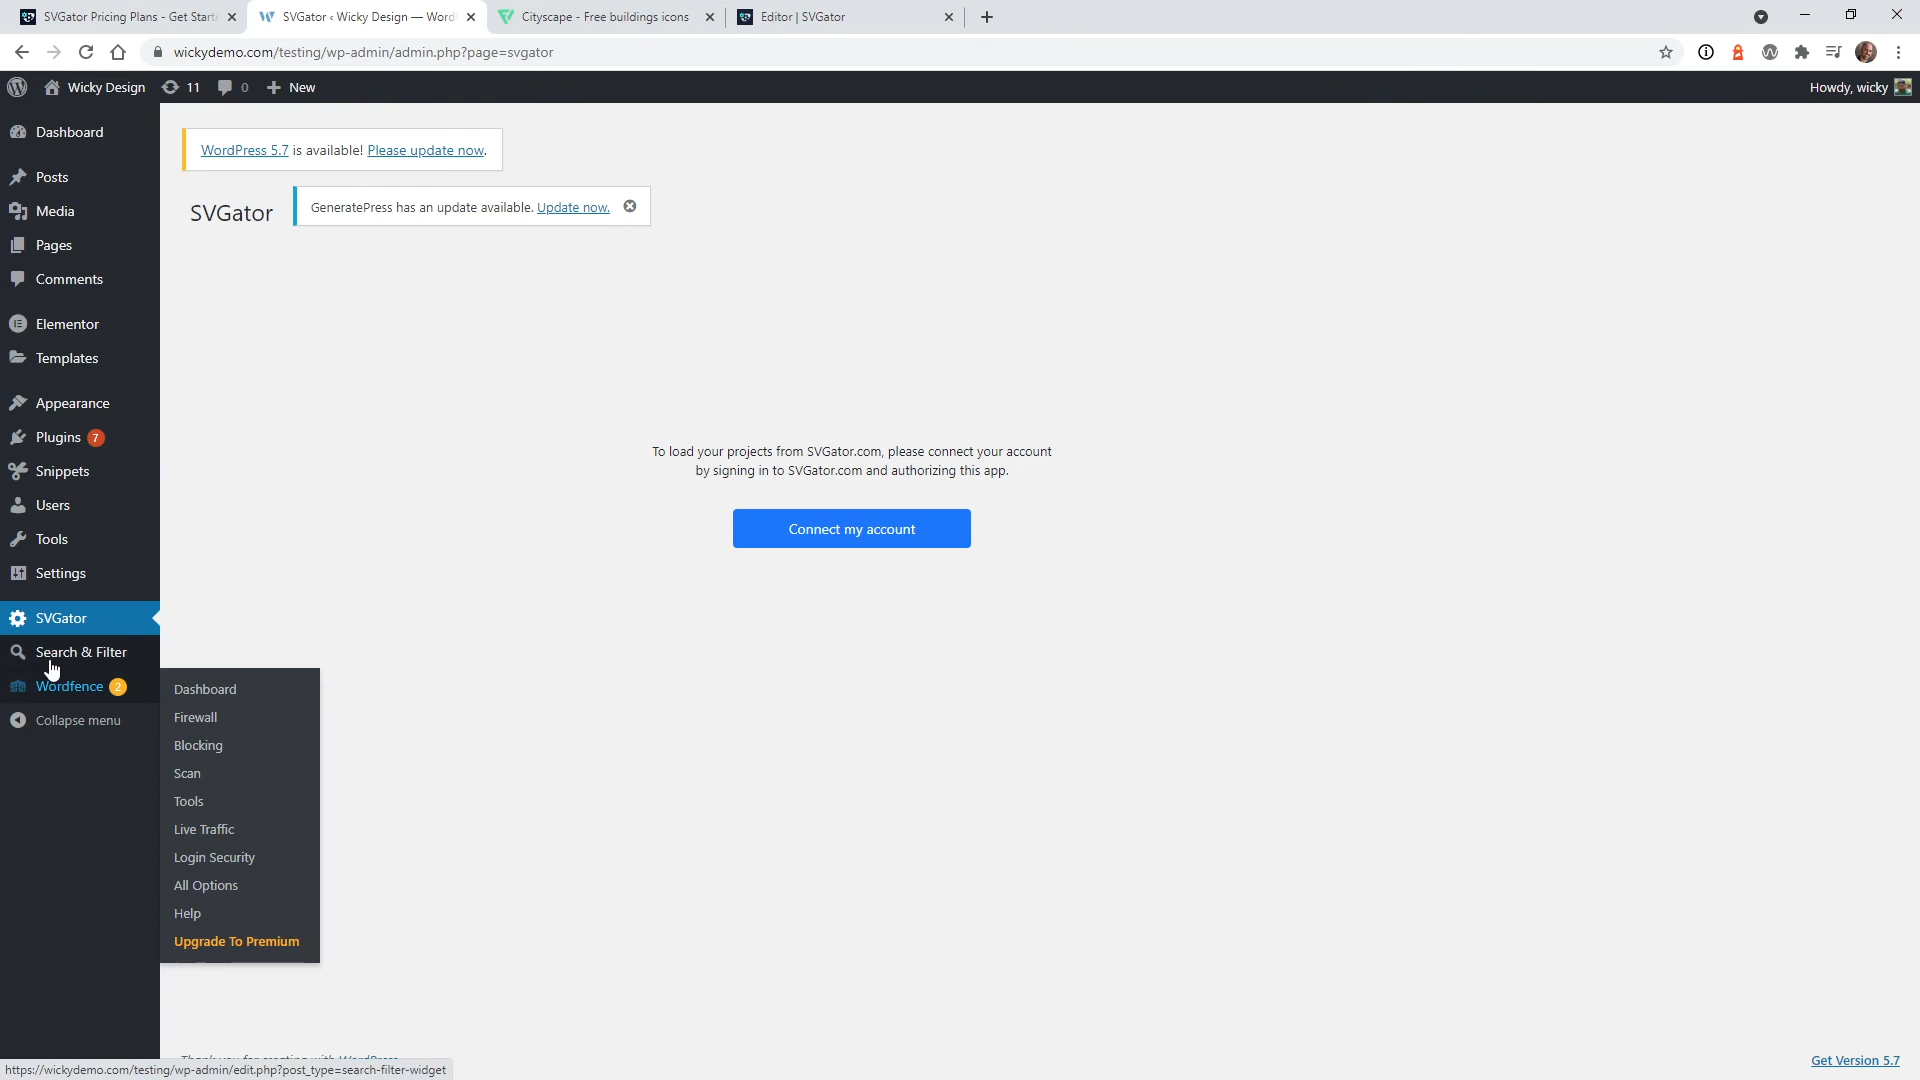 SVGator Pricing Plans - Get Starte
SVGator ‹ Wicky Design — Word
Cityscape - Free buildings icons
Editor | SVGator
wickydemo.com/testing/wp-admin/admin.php?page=svgator
Wicky Design
11
0
New
Howdy, wicky
Dashboard
Posts
Media
Pages
Comments
Elementor
Templates
Appearance
Plugins 7
Snippets
Users
Tools
Settings
SVGator
Search & Filter
Wordfence 2
Collapse menu
Dashboard
Firewall
Blocking
Scan
Tools
Live Traffic
Login Security
All Options
Help
Upgrade To Premium
WordPress 5.7 is available! Please update now.
SVGator
GeneratePress has an update available. Update now.
To load your projects from SVGator.com, please connect your account
by signing in to SVGator.com and authorizing this app.
Connect my account
Thank you for creating with WordPress
Get Version 5.7
https://wickydemo.com/testing/wp-admin/edit.php?post_type=search-filter-widget